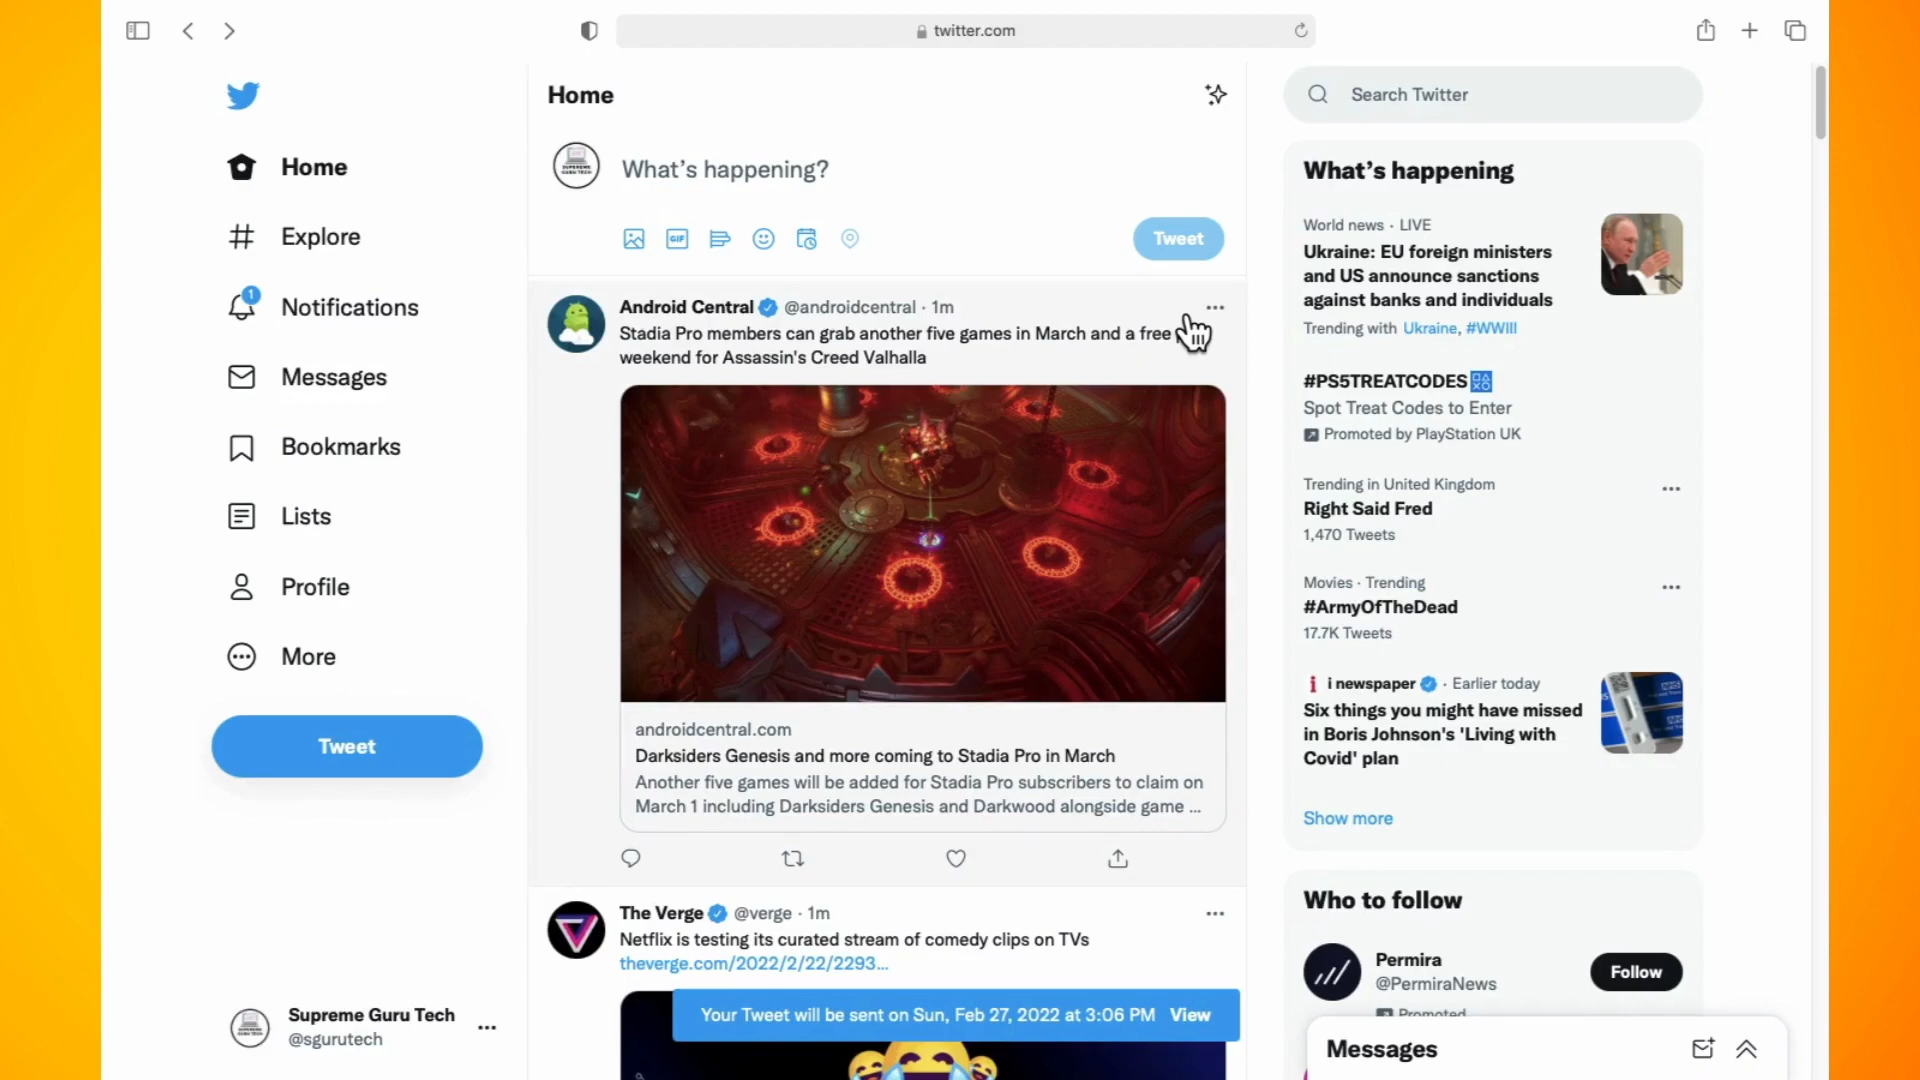 twitter.com
Home
Explore
1
Notifications
Messages
Bookmarks
Lists
Profile
More
Tweet
Supreme Guru Tech
@sgurutech
Home
SUPREME
GURU TECH
What's happening?
GIF
Tweet
Android Central @androidcentral · 1m
Stadia Pro members can grab another five games in March and a free
weekend for Assassin's Creed Valhalla
androidcentral.com
Darksiders Genesis and more coming to Stadia Pro in March
Another five games will be added for Stadia Pro subscribers to claim on
March 1 including Darksiders Genesis and Darkwood alongside game ...
The Verge @verge · 1m
Netflix is testing its curated stream of comedy clips on TVs
theverge.com/2022/2/22/2293...
Your Tweet will be sent on Sun, Feb 27, 2022 at 3:06 PM View
Search Twitter
What's happening
World news · LIVE
Ukraine: EU foreign ministers
and US announce sanctions
against banks and individuals
Trending with Ukraine, #WWIII
#PS5TREATCODES
Spot Treat Codes to Enter
Promoted by PlayStation UK
Trending in United Kingdom
Right Said Fred
1,470 Tweets
Movies · Trending
#ArmyOfTheDead
17.7K Tweets
i newspaper · Earlier today
Six things you might have missed
in Boris Johnson's 'Living with
Covid' plan
Show more
Who to follow
Permira
@PermiraNews
Follow
Promoted
Messages